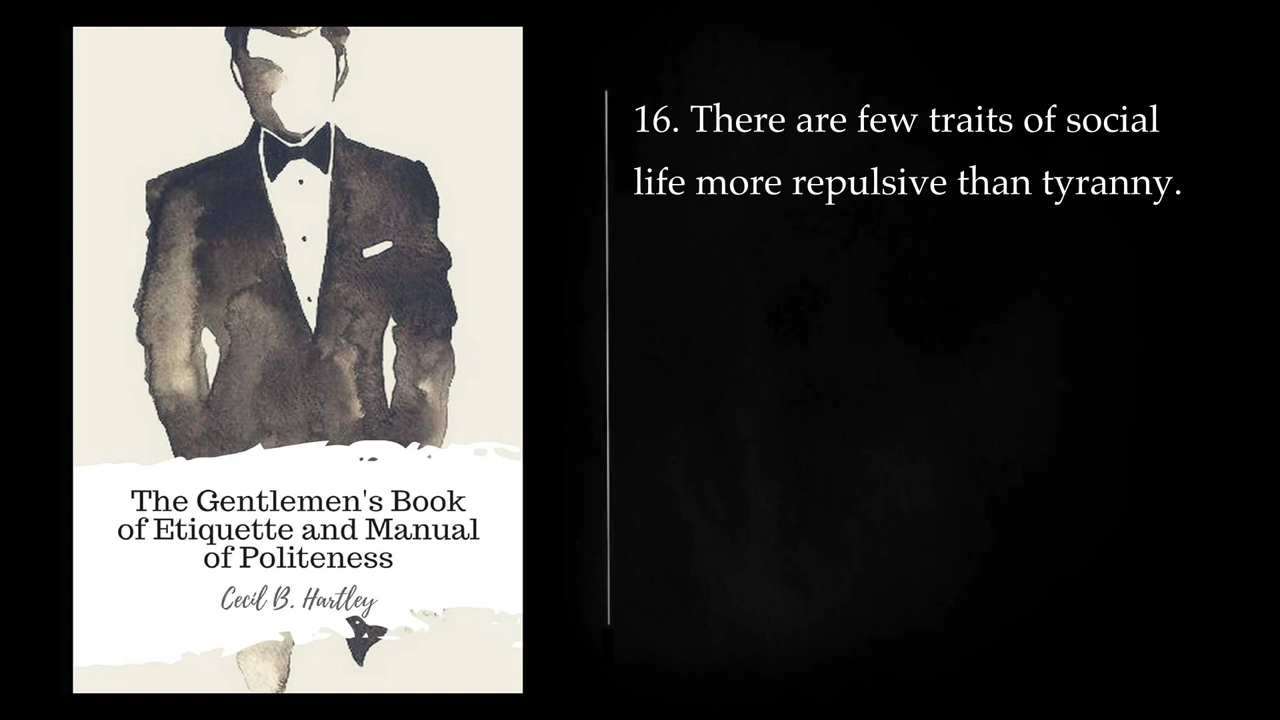 The Gentlemen's Book
of Etiquette and Manual
of Politeness
Cecil B. Hartley
16. There are few traits of social
life more repulsive than tyranny.